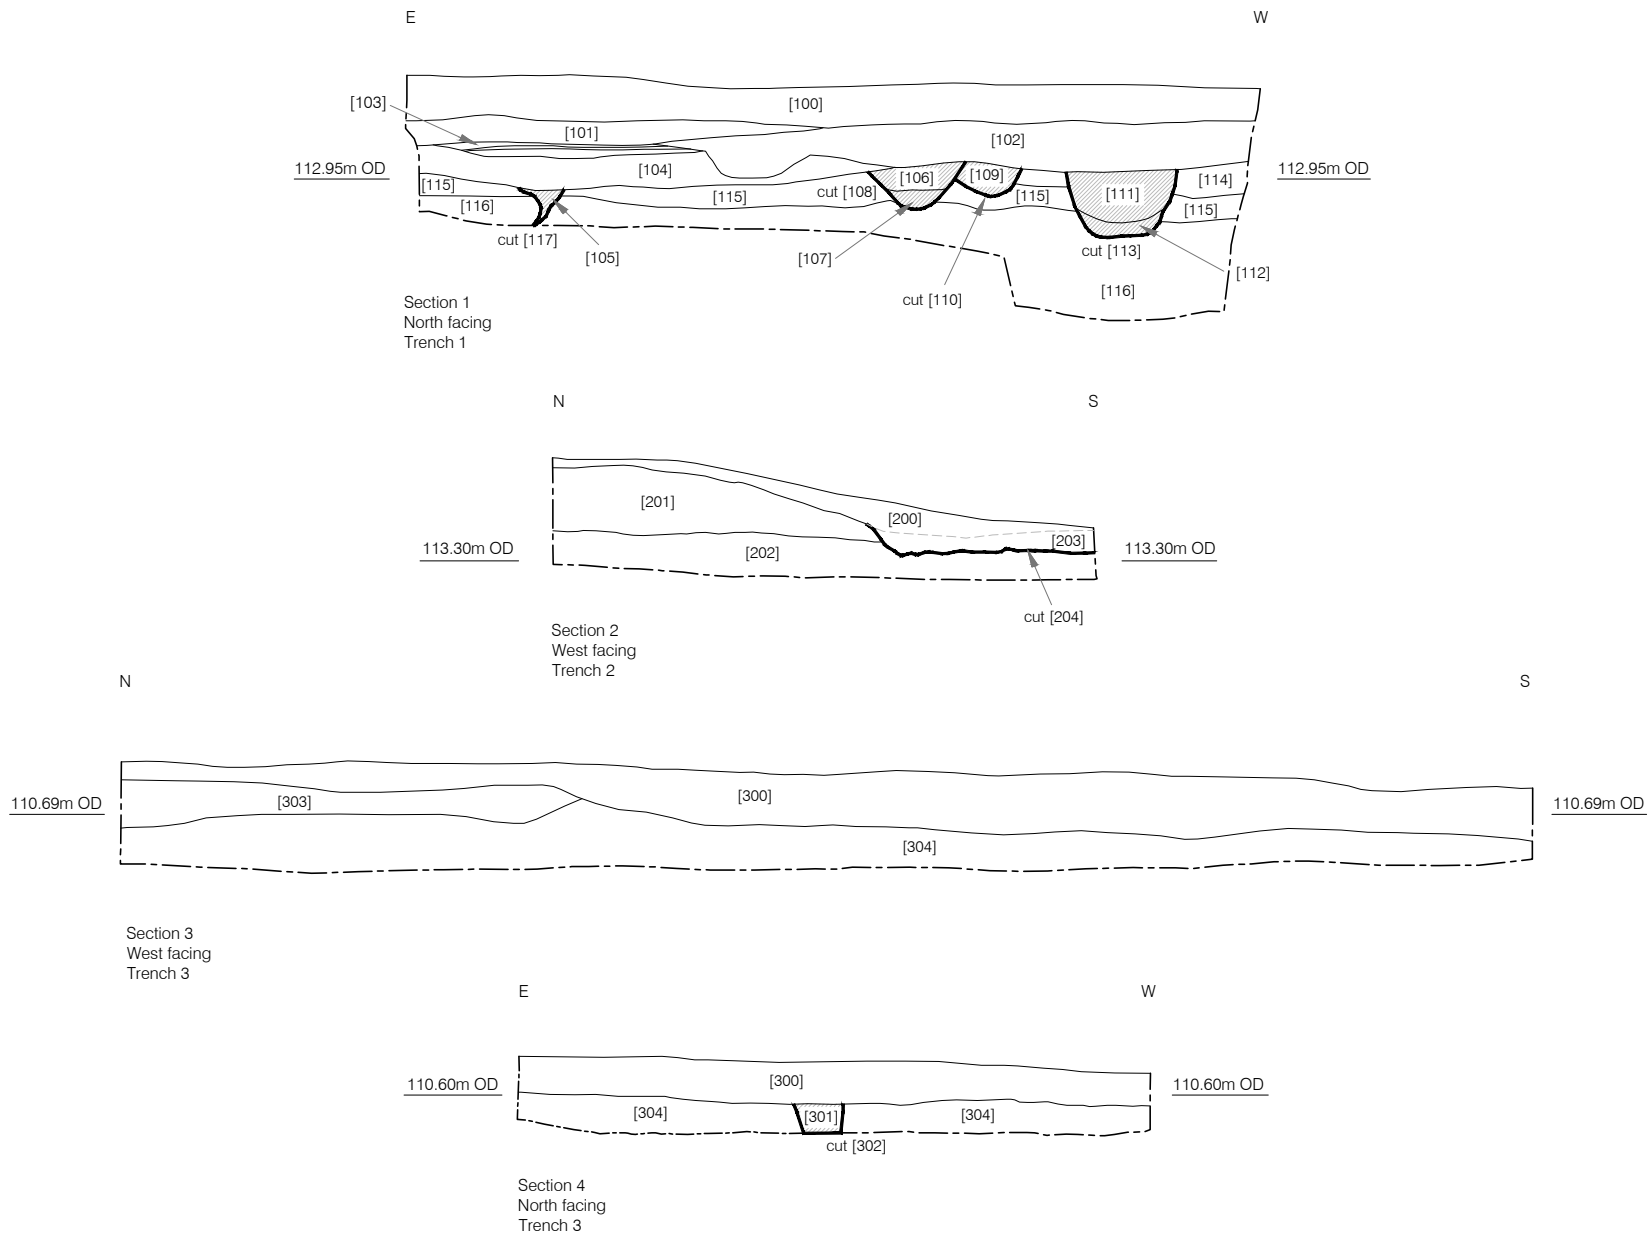 E
W
[103]
[100]
[101]
[102]
112.95m OD
[104]
112.95m OD
[115]
[106]
[109]
[114]
cut [108]
[115]
[115]
[111]
[116]
[115]
cut [117]
[105]
[107]
cut [113]
[112]
cut [110]
[116]
Section 1
North facing
Trench 1
N
S
[201]
[200]
113.30m OD
[202]
[203]
113.30m OD
cut [204]
Section 2
West facing
Trench 2
N
S
110.69m OD
[303]
[300]
110.69m OD
[304]
Section 3
West facing
Trench 3
E
W
110.60m OD
[300]
110.60m OD
[304]
[301]
[304]
cut [302]
Section 4
North facing
Trench 3